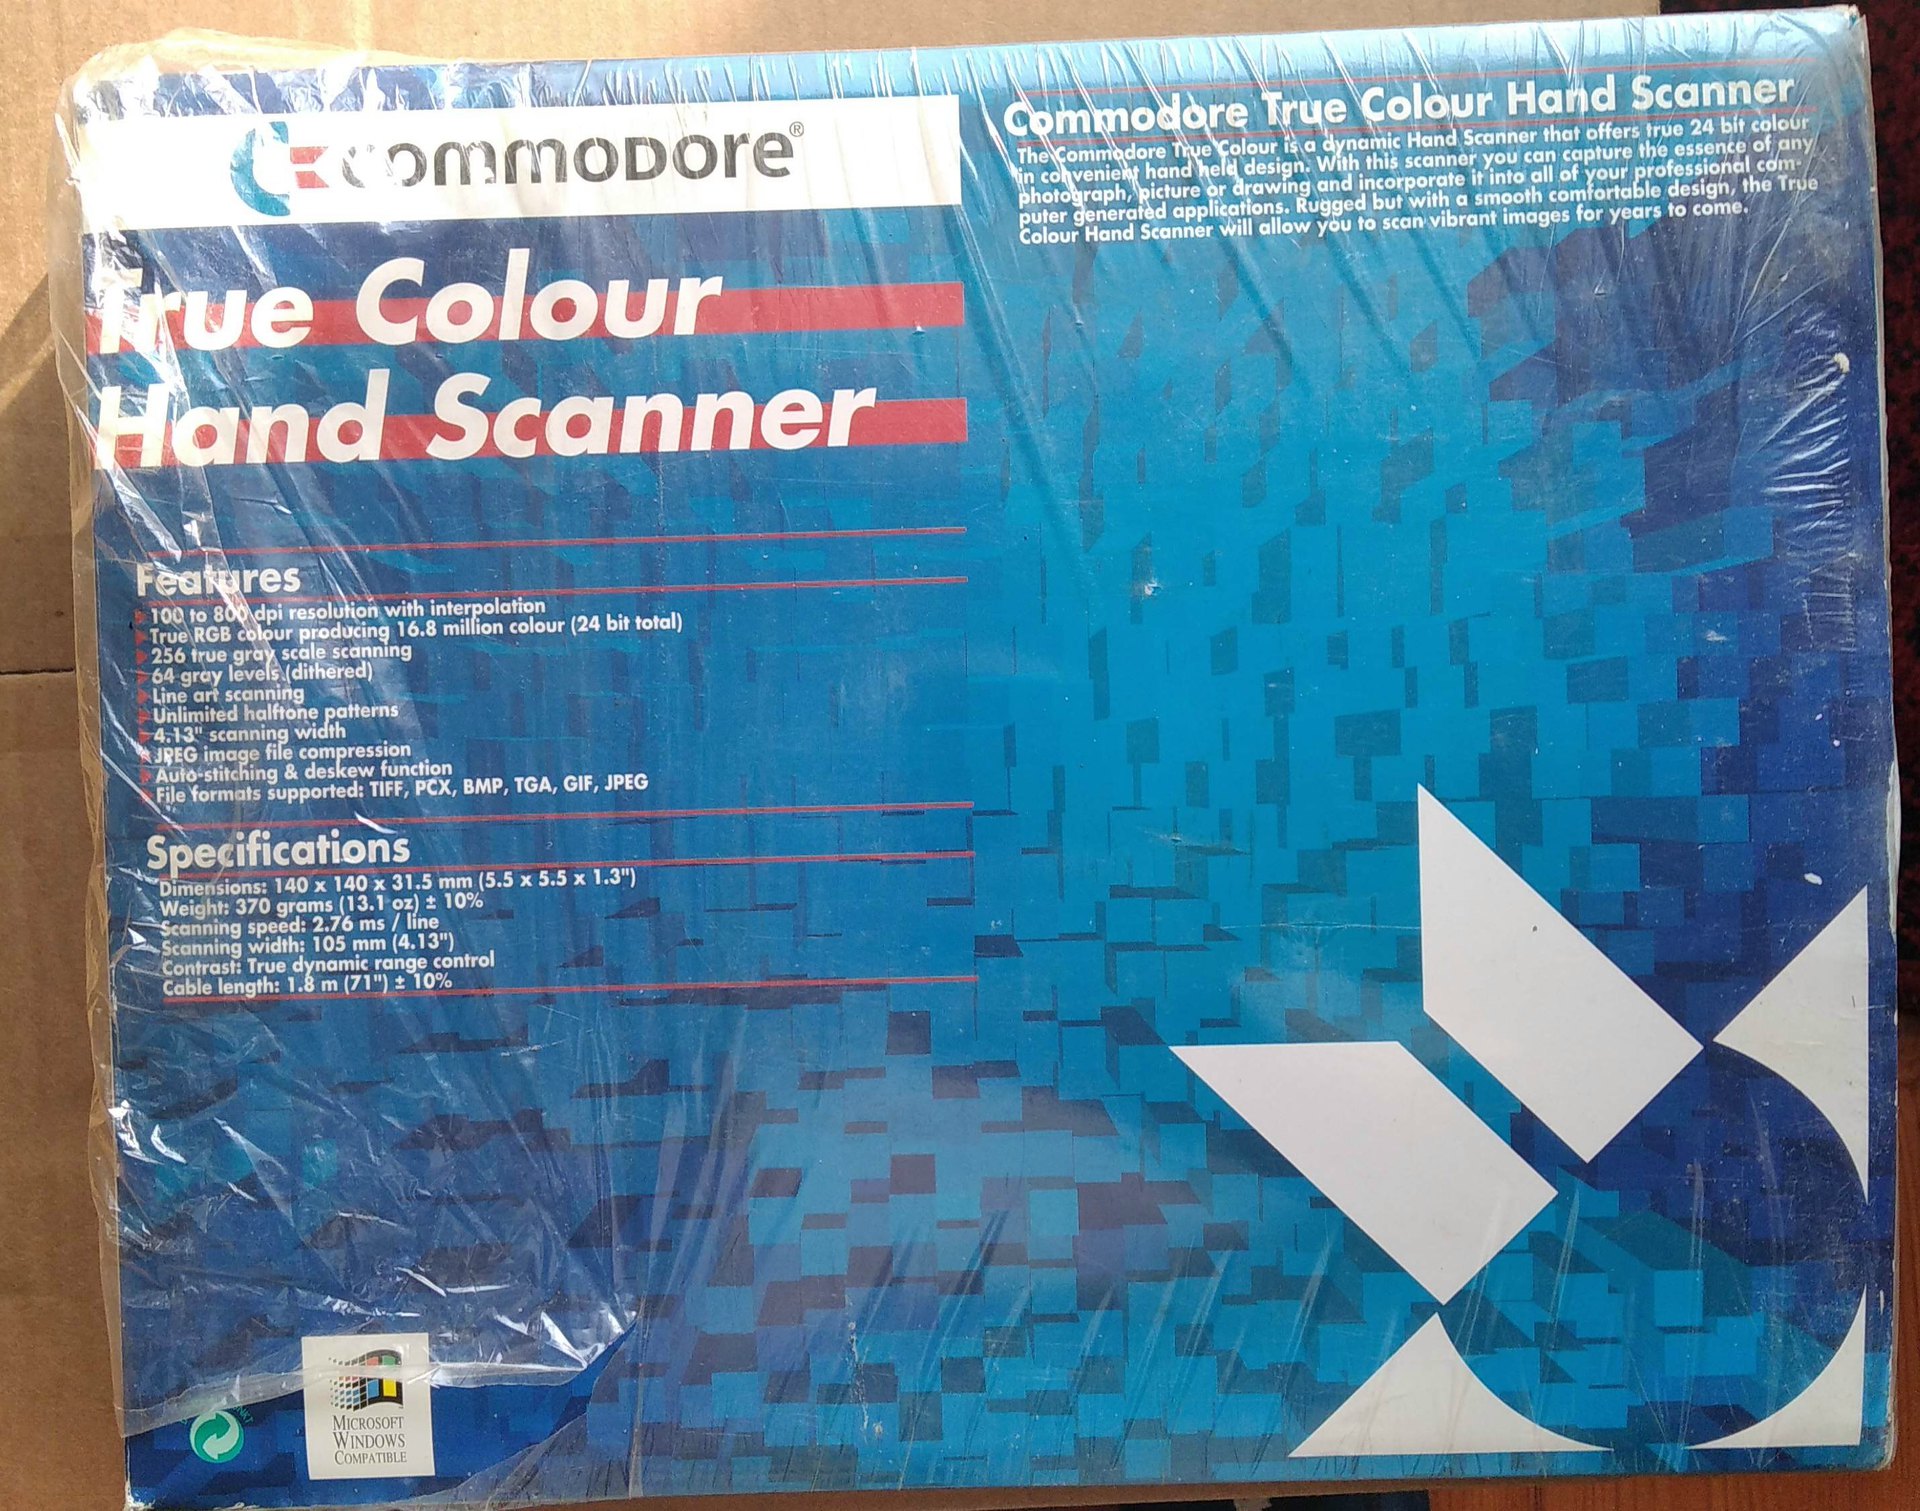 commodore®
True Colour
Hand Scanner
Features
100 to 800 dpi resolution with interpolation
True RGB colour producing 16.8 million colour (24 bit total)
256 true gray scale scanning
64 gray levels (dithered)
Line art scanning
Unlimited halftone patterns
4.13" scanning width
JPEG image file compression
Auto-stitching & deskew function
File formats supported: TIFF, PCX, BMP, TGA, GIF, JPEG
Specifications
Dimensions: 140 x 140 x 31.5 mm (5.5 x 5.5 x 1.3")
Weight: 370 grams (13.1 oz) ± 10%
Scanning speed: 2.76 ms / line
Scanning width: 105 mm (4.13")
Contrast: True dynamic range control
Cable length: 1.8 m (71") ± 10%
MICROSOFT
WINDOWS
COMPATIBLE
Commodore True Colour Hand Scanner
The Commodore True Colour is a dynamic Hand Scanner that offers true 24 bit colour
in convenient hand held design. With this scanner you can capture the essence of any
photograph, picture or drawing and incorporate it into all of your professional com-
puter generated applications. Rugged but with a smooth comfortable design, the True
Colour Hand Scanner will allow you to scan vibrant images for years to come.